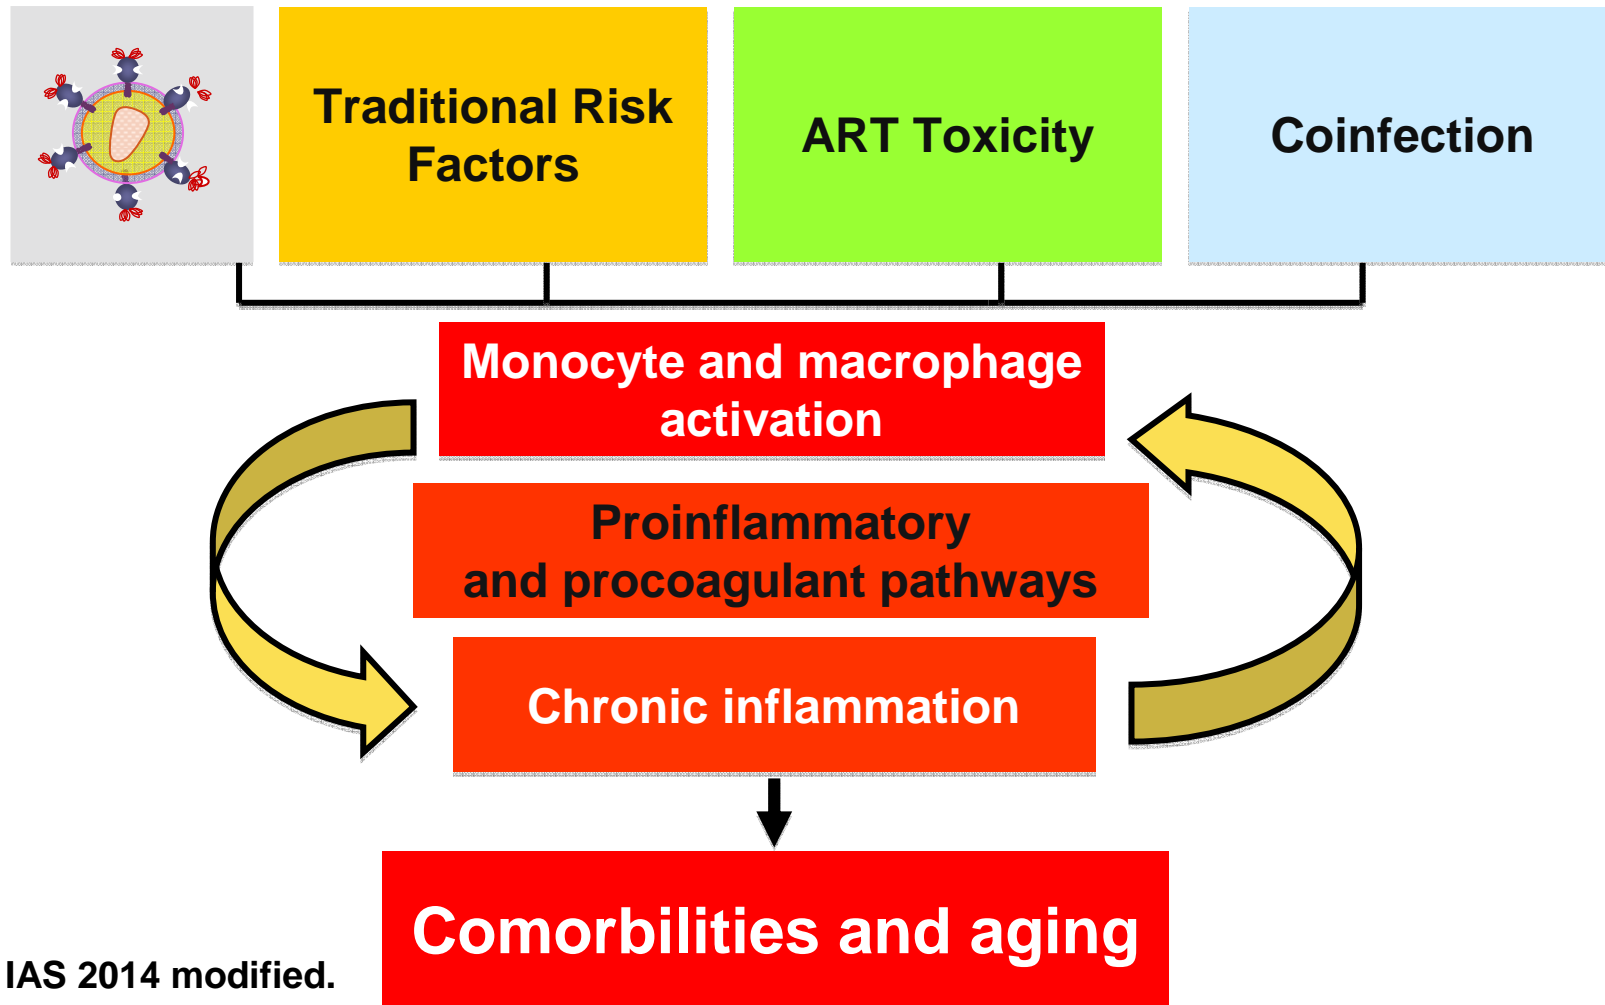 Traditional Risk
Factors
ART Toxicity
Coinfection
Monocyte and macrophage
activation
Proinflammatory
and procoagulant pathways
Chronic inflammation
Comorbilities and aging
IAS 2014 modified.